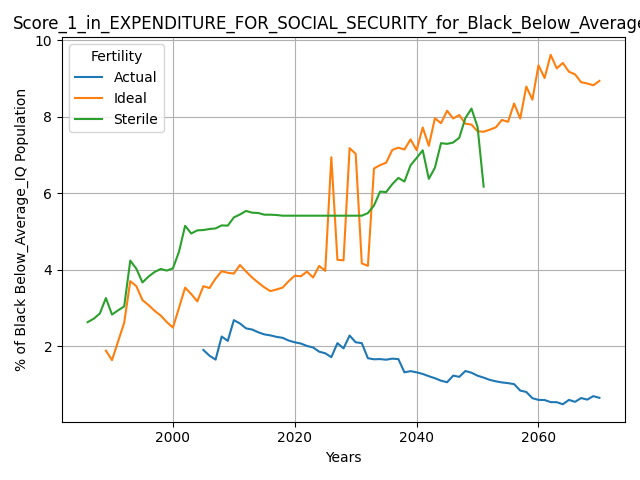 Score_1_in_EXPENDITURE_FOR_SOCIAL_SECURITY_for_Black_Below_Average
10
8
6
4
2
% of Black Below_Average_IQ Population
Fertility
Actual
Ideal
Sterile
2000
2020
2040
2060
Years